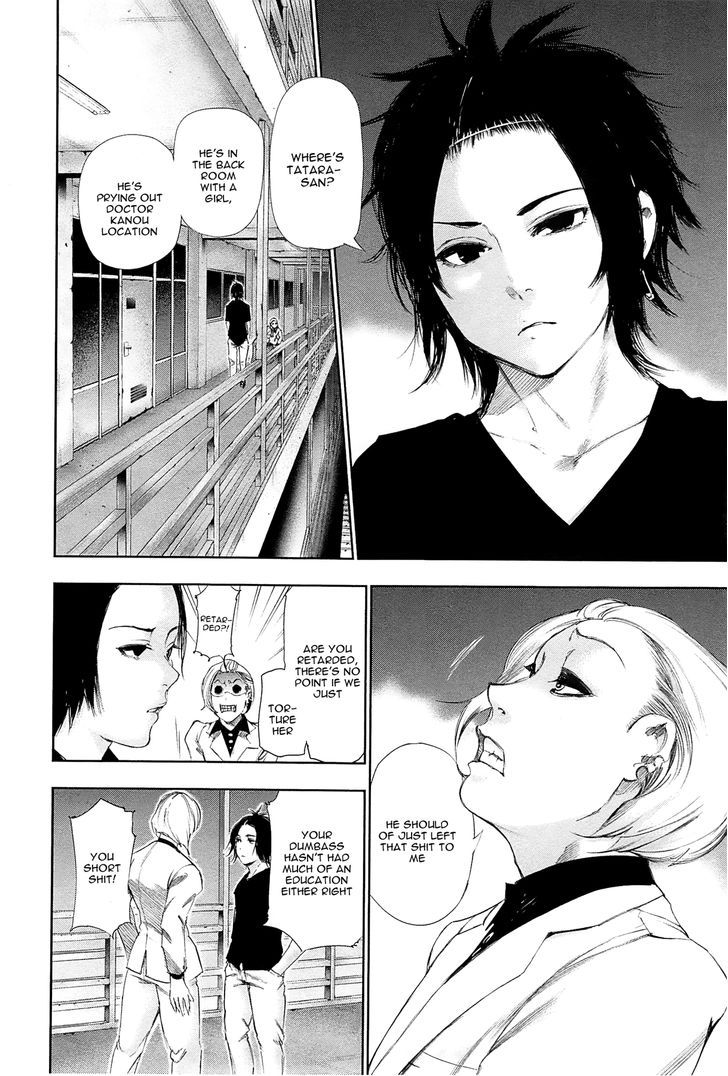 WHERE'S
TATARA-
SAN?
HE'S IN
THE BACK
ROOM
WITH A
GIRL,
HE'S
PRYING OUT
DOCTOR
KANOU
LOCATION
HE SHOULD
OF JUST LEFT
THAT SHIT TO
ME
ARE YOU
RETARDED,
THERE'S NO
POINT IF WE
JUST
TOR-
TURE
HER
RETAR-
DED?!
YOUR
DUMBASS
HASN'T HAD
MUCH OF AN
EDUCATION
EITHER RIGHT
YOU
SHORT
SHIT!